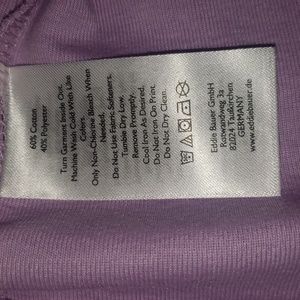 60% Cotton
40% Polyester
Turn Garment Inside Out.
Machine Wash Cold With Like
Colors.
Only Non-Chlorine Bleach When
Needed.
Do Not Use Fabric Softeners.
Tumble Dry Low.
Remove Promptly.
Cool Iron As Desired.
Do Not Iron On Print.
Do Not Dry Clean.
Eddie Bauer GmbH
82024 Taufkirchen
GERMANY
www.eddiebauer.de